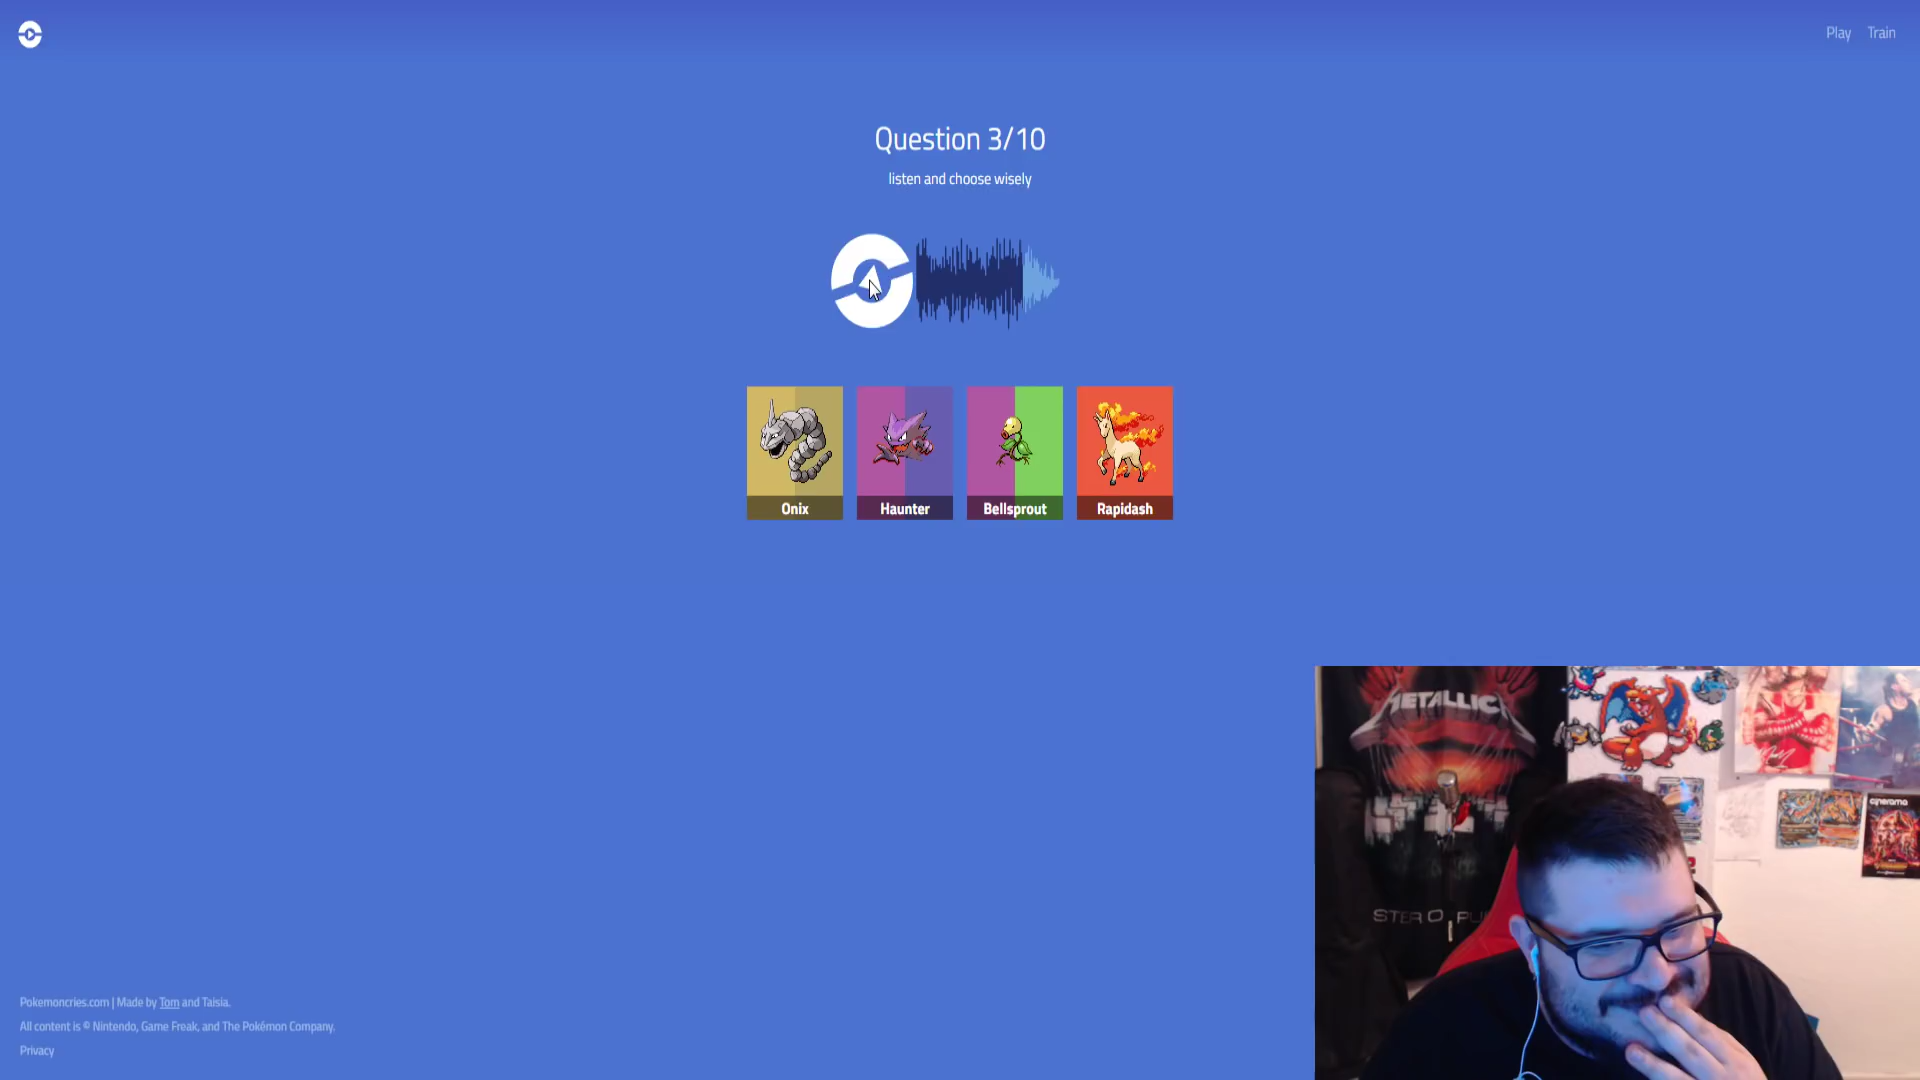 Play Train
Question 3/10
listen and choose wisely
Onix Haunter Bellsprout Rapidash
METALLICA
cinerama
Pokemoncries.com | Made by Tom and Taisia.
All content is © Nintendo, Game Freak, and The Pokémon Company.
Privacy